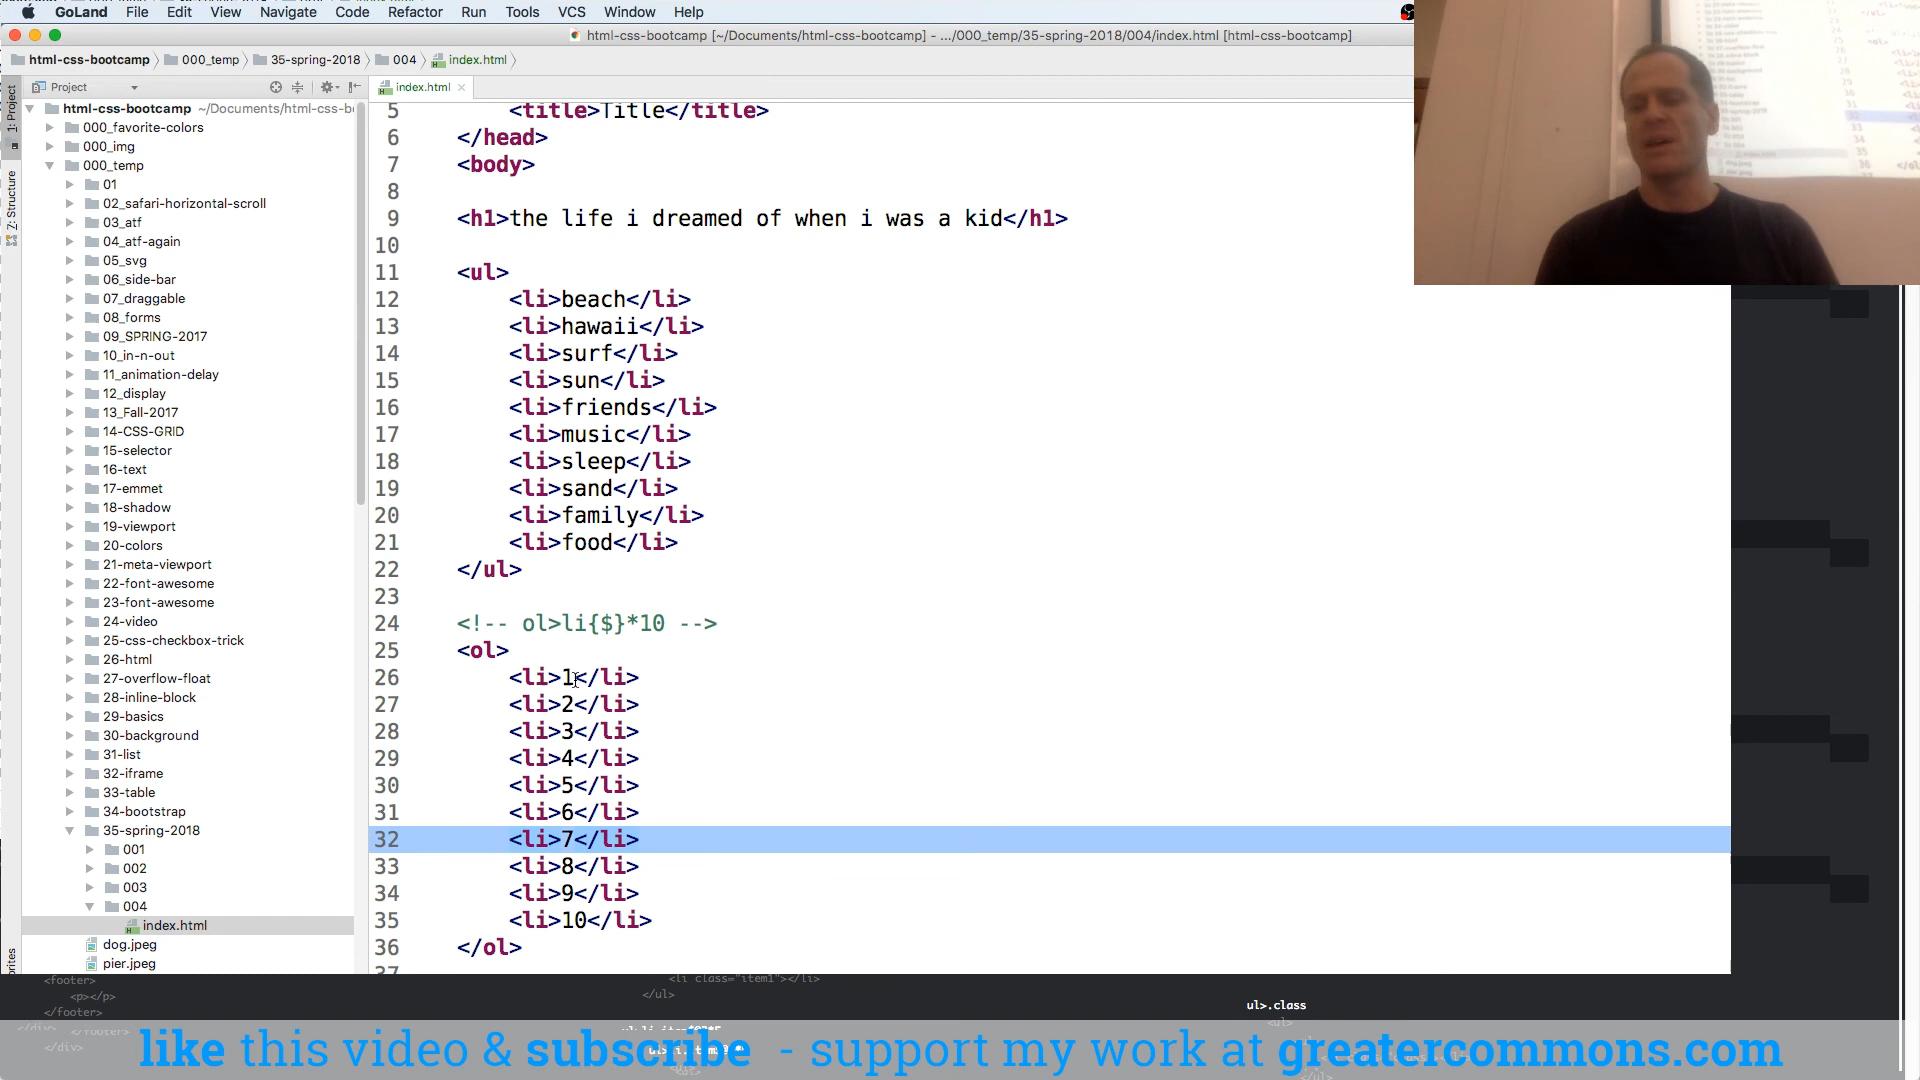 GoLand File Edit View Navigate Code Refactor Run Tools VCS Window Help
html-css-bootcamp [~/Documents/html-css-bootcamp] - .../000_temp/35-spring-2018/004/index.html [html-css-bootcamp]
html-css-bootcamp 000_temp 35-spring-2018 004 index.html
Project
index.html
1: Project
Z: Structure
html-css-bootcamp ~/Documents/html-css-b
000_favorite-colors
000_img
000_temp
01
02_safari-horizontal-scroll
03_atf
04_atf-again
05_svg
06_side-bar
07_draggable
08_forms
09_SPRING-2017
10_in-n-out
11_animation-delay
12_display
13_Fall-2017
14-CSS-GRID
15-selector
16-text
17-emmet
18-shadow
19-viewport
20-colors
21-meta-viewport
22-font-awesome
23-font-awesome
24-video
25-css-checkbox-trick
26-html
27-overflow-float
28-inline-block
29-basics
30-background
31-list
32-iframe
33-table
34-bootstrap
35-spring-2018
001
002
003
004
index.html
dog.jpeg
pier.jpeg
5 <title>Title</title>
6 </head>
7 <body>
8
9 <h1>the life i dreamed of when i was a kid</h1>
10
11 <ul>
12 <li>beach</li>
13 <li>hawaii</li>
14 <li>surf</li>
15 <li>sun</li>
16 <li>friends</li>
17 <li>music</li>
18 <li>sleep</li>
19 <li>sand</li>
20 <li>family</li>
21 <li>food</li>
22 </ul>
23
24 <!-- ol>li{$}*10 -->
25 <ol>
26 <li>1</li>
27 <li>2</li>
28 <li>3</li>
29 <li>4</li>
30 <li>5</li>
31 <li>6</li>
32 <li>7</li>
33 <li>8</li>
34 <li>9</li>
35 <li>10</li>
36 </ol>
37
<footer>
<p></p>
</footer>
</div>
<li class="item1"></li>
</ul>
ul>.class
<ul>
like this video & subscribe - support my work at greatercommons.com